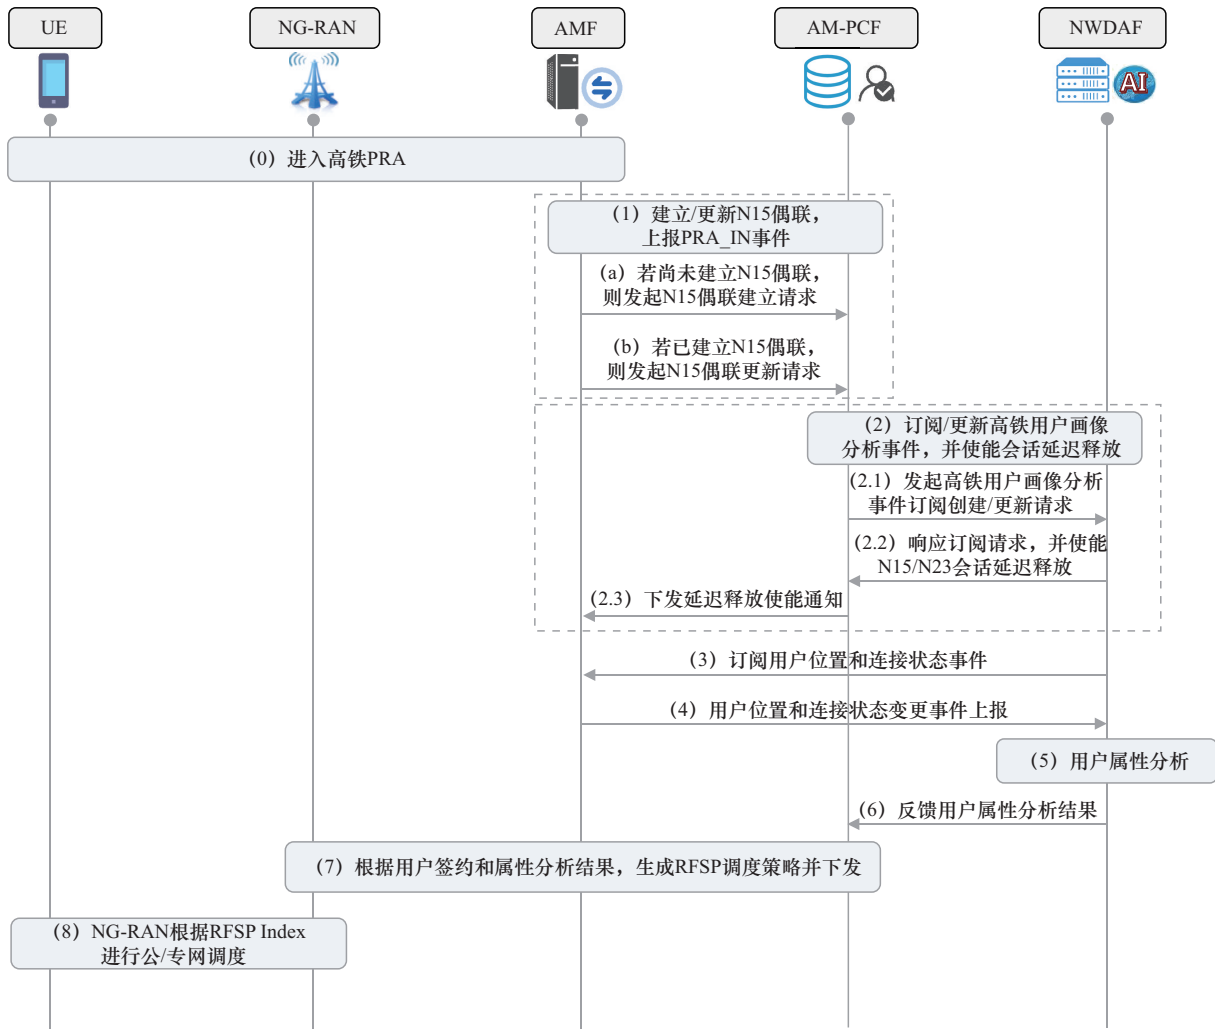 UE
NG-RAN
AMF
AM-PCF
NWDAF
AI
(0)进入高铁PRA
(1)建立/更新N15偶联，
上报PRA_IN事件
(a)若尚未建立N15偶联，
则发起N15偶联建立请求
(b)若已建立N15偶联，
则发起N15偶联更新请求
(2)订阅/更新高铁用户画像
分析事件，并使能会话延迟释放
(2.1)发起高铁用户画像分析
事件订阅创建/更新请求
(2.2)响应订阅请求，并使能
N15/N23会话延迟释放
(2.3)下发延迟释放使能通知
(3)订阅用户位置和连接状态事件
(4)用户位置和连接状态变更事件上报
(5)用户属性分析
(6)反馈用户属性分析结果
(7)根据用户签约和属性分析结果，生成RFSP调度策略并下发
(8)NG-RAN根据RFSP Index
进行公/专网调度